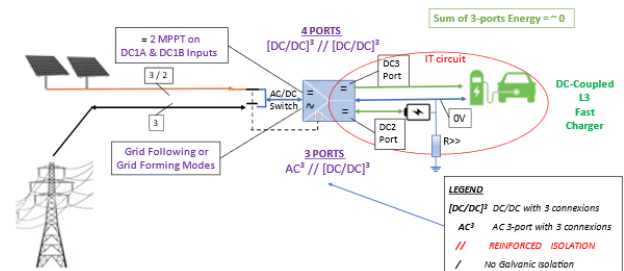 4 PORTS
[DC/DC]³ // [DC/DC]³
Sum of 3-ports Energy = ~ 0
= 2 MPPT on
DC1A & DC1B Inputs
DC3
Port
IT circuit
3 / 2
AC/DC
Switch
=
~
=
=
DC-Coupled
L3
Fast
Charger
3
0V
DC2
Port
R>>
Grid Following or
Grid Forming Modes
3 PORTS
AC³ // [DC/DC]³
LEGEND
[DC/DC]³ DC/DC with 3 connexions
AC³ AC 3-port with 3 connexions
// REINFORCED ISOLATION
/ No Galvanic isolation